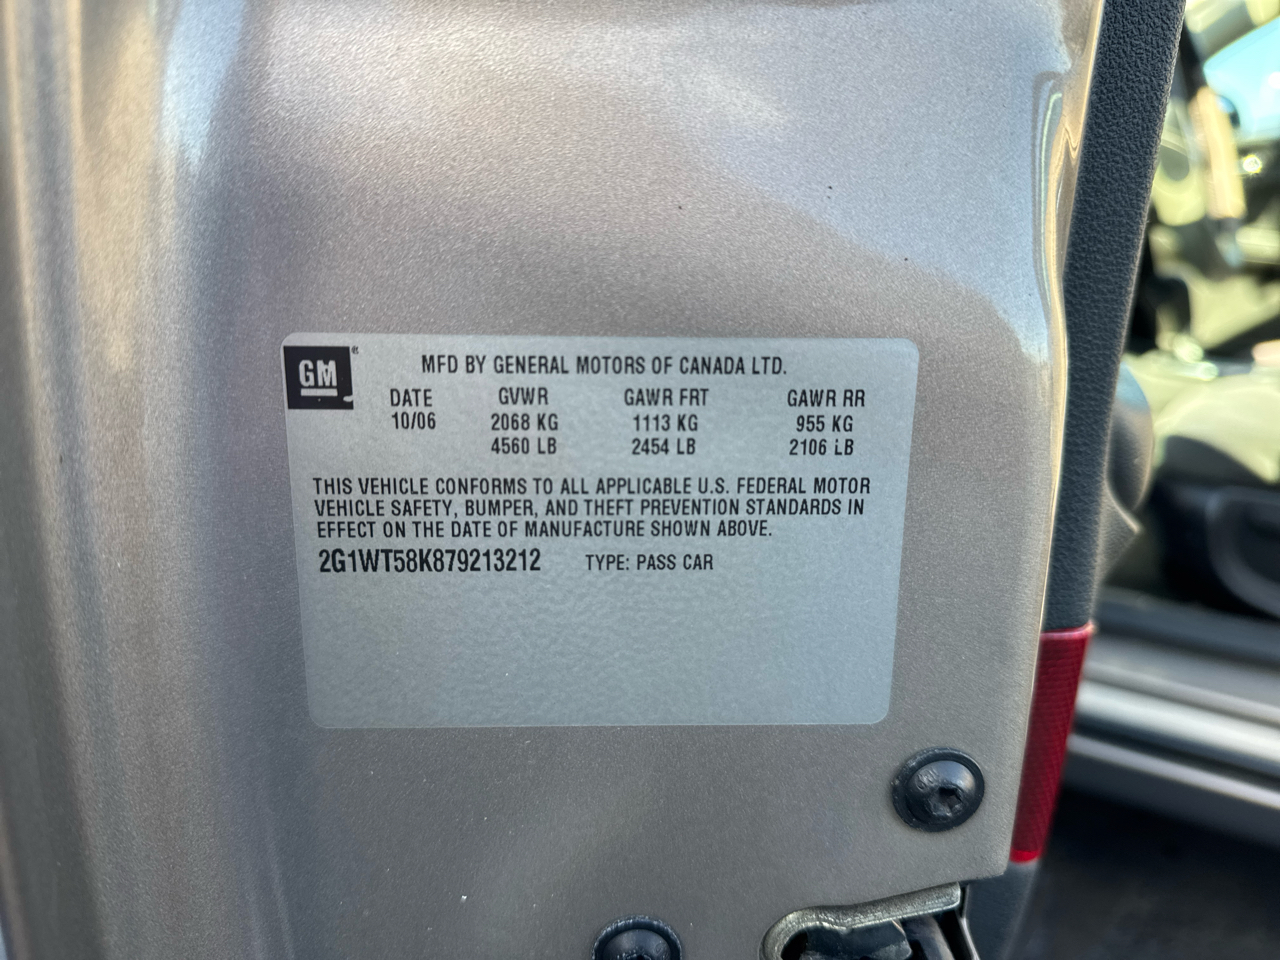 GM®
MFD BY GENERAL MOTORS OF CANADA LTD.
DATE GVWR GAWR FRT GAWR RR
10/06 2068 KG 1113 KG 955 KG
4560 LB 2454 LB 2106 LB
THIS VEHICLE CONFORMS TO ALL APPLICABLE U.S. FEDERAL MOTOR
VEHICLE SAFETY, BUMPER, AND THEFT PREVENTION STANDARDS IN
EFFECT ON THE DATE OF MANUFACTURE SHOWN ABOVE.
2G1WT58K879213212 TYPE: PASS CAR